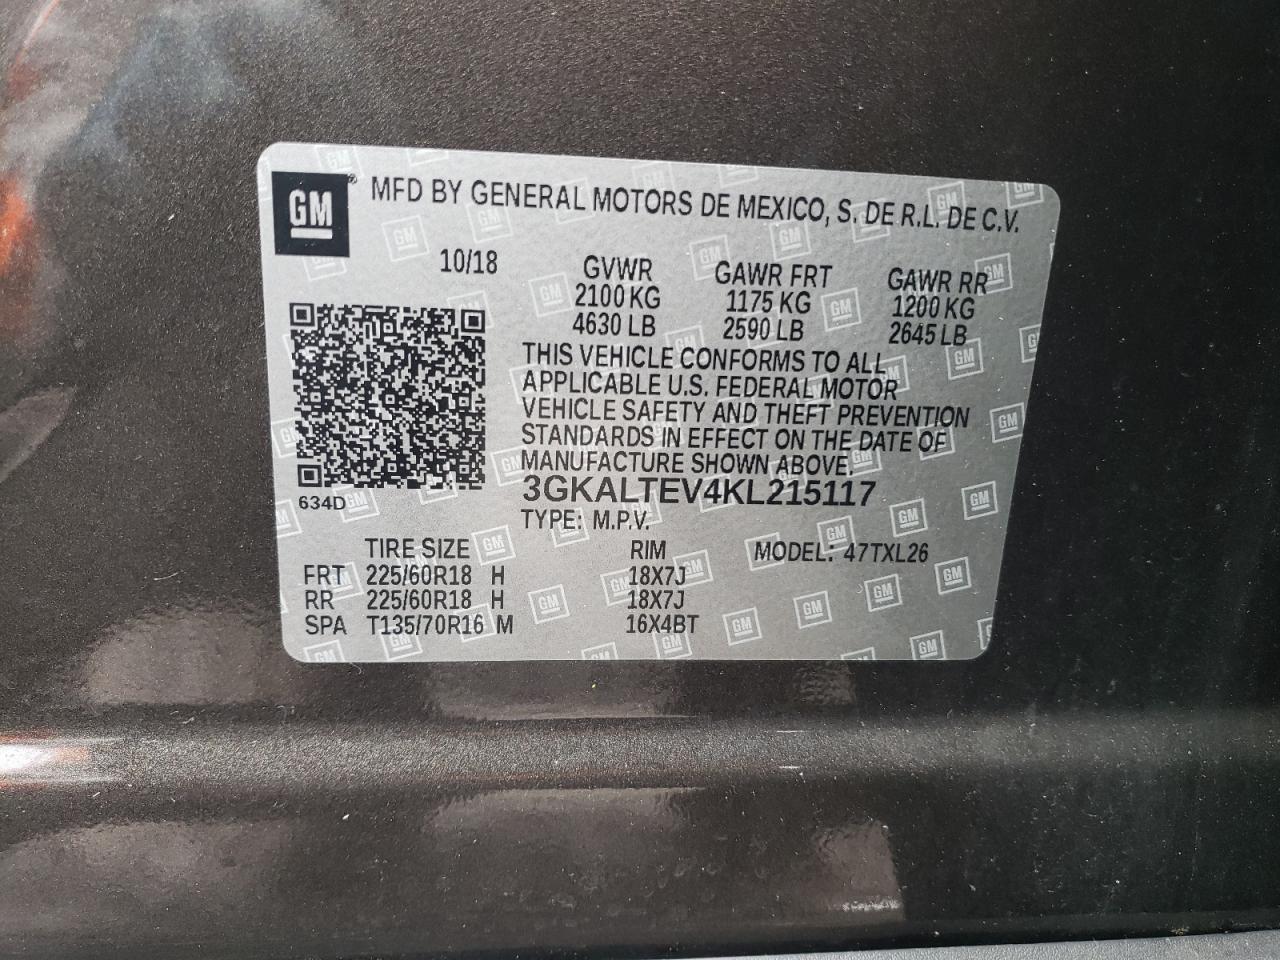 GM® MFD BY GENERAL MOTORS DE MEXICO, S. DE R.L. DE C.V.
10/18 GVWR GAWR FRT GAWR RR
2100 KG 1175 KG 1200 KG
4630 LB 2590 LB 2645 LB
THIS VEHICLE CONFORMS TO ALL
APPLICABLE U.S. FEDERAL MOTOR
VEHICLE SAFETY AND THEFT PREVENTION
STANDARDS IN EFFECT ON THE DATE OF
MANUFACTURE SHOWN ABOVE.
634D 3GKALTEV4KL215117
TYPE: M.P.V.
TIRE SIZE RIM MODEL: 47TXL26
FRT 225/60R18 H 18X7J
RR 225/60R18 H 18X7J
SPA T135/70R16 M 16X4BT